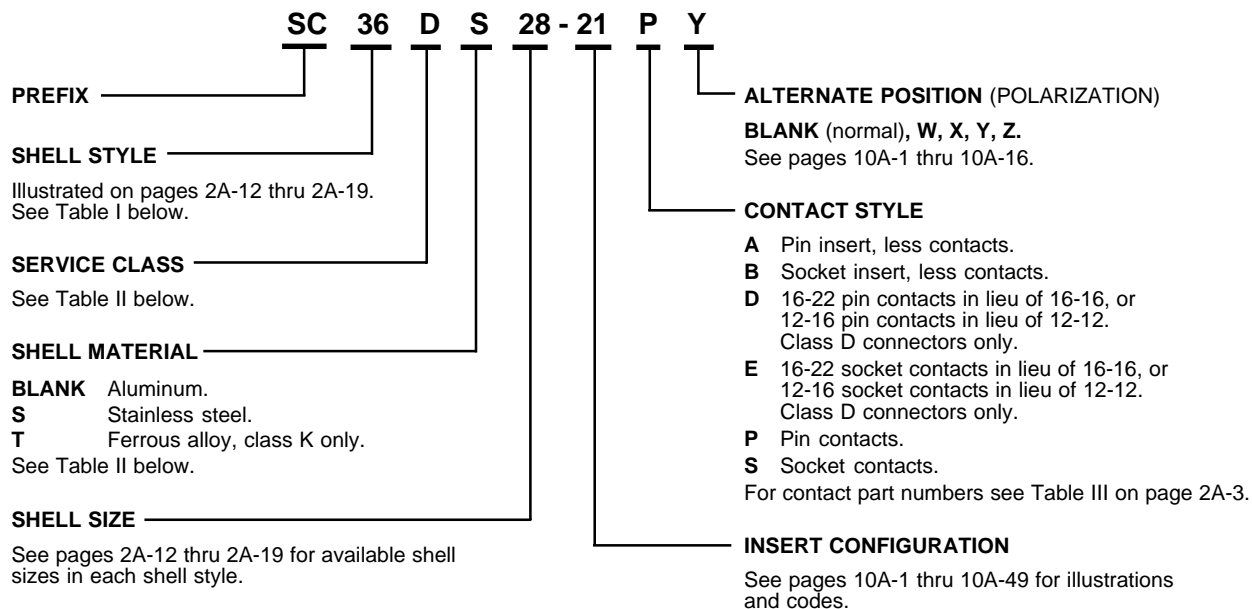 SC 36 D S 28 - 21 P Y
PREFIX
SHELL STYLE
Illustrated on pages 2A-12 thru 2A-19.
See Table I below.
SERVICE CLASS
See Table II below.
SHELL MATERIAL
BLANK Aluminum.
S Stainless steel.
T Ferrous alloy, class K only.
See Table II below.
SHELL SIZE
See pages 2A-12 thru 2A-19 for available shell
sizes in each shell style.
ALTERNATE POSITION (POLARIZATION)
BLANK (normal), W, X, Y, Z.
See pages 10A-1 thru 10A-16.
CONTACT STYLE
A Pin insert, less contacts.
B Socket insert, less contacts.
D 16-22 pin contacts in lieu of 16-16, or
12-16 pin contacts in lieu of 12-12.
Class D connectors only.
E 16-22 socket contacts in lieu of 16-16, or
12-16 socket contacts in lieu of 12-12.
Class D connectors only.
P Pin contacts.
S Socket contacts.
For contact part numbers see Table III on page 2A-3.
INSERT CONFIGURATION
See pages 10A-1 thru 10A-49 for illustrations
and codes.